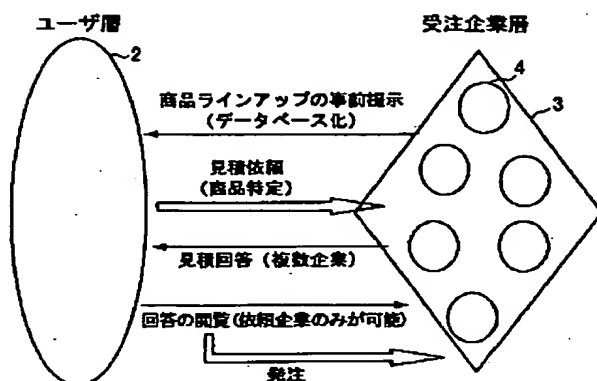 ユーザ層
受注企業層
2
4
3
商品ラインアップの事前提示
(データベース化)
見積依頼
(商品特定)
見積回答(複数企業)
回答の閲覧(依頼企業のみが可能)
発注